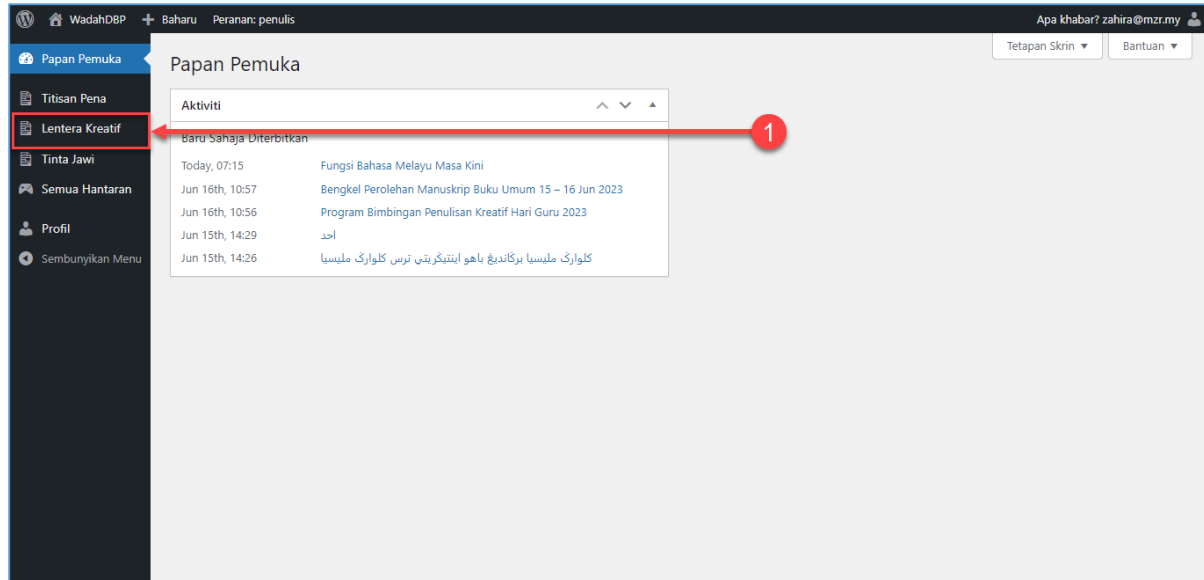 WadahDBP + Baharu Peranan: penulis Apa khabar? zahira@mzr.my
Tetapan Skrin ▼ Bantuan ▼
Papan Pemuka
Titisan Pena
Lentera Kreatif
Tinta Jawi
Semua Hantaran
Profil
Sembunyikan Menu
Papan Pemuka
Aktiviti
Baru Sahaja Diterbitkan
Today, 07:15 Fungsi Bahasa Melayu Masa Kini
Jun 16th, 10:57 Bengkel Perolehan Manuskrip Buku Umum 15 – 16 Jun 2023
Jun 16th, 10:56 Program Bimbingan Penulisan Kreatif Hari Guru 2023
Jun 15th, 14:29 احد
Jun 15th, 14:26 كلوارݢ مليسيا برکانديڠ باهو اينتيݢريتي ترس كلوارݢ مليسيا
1